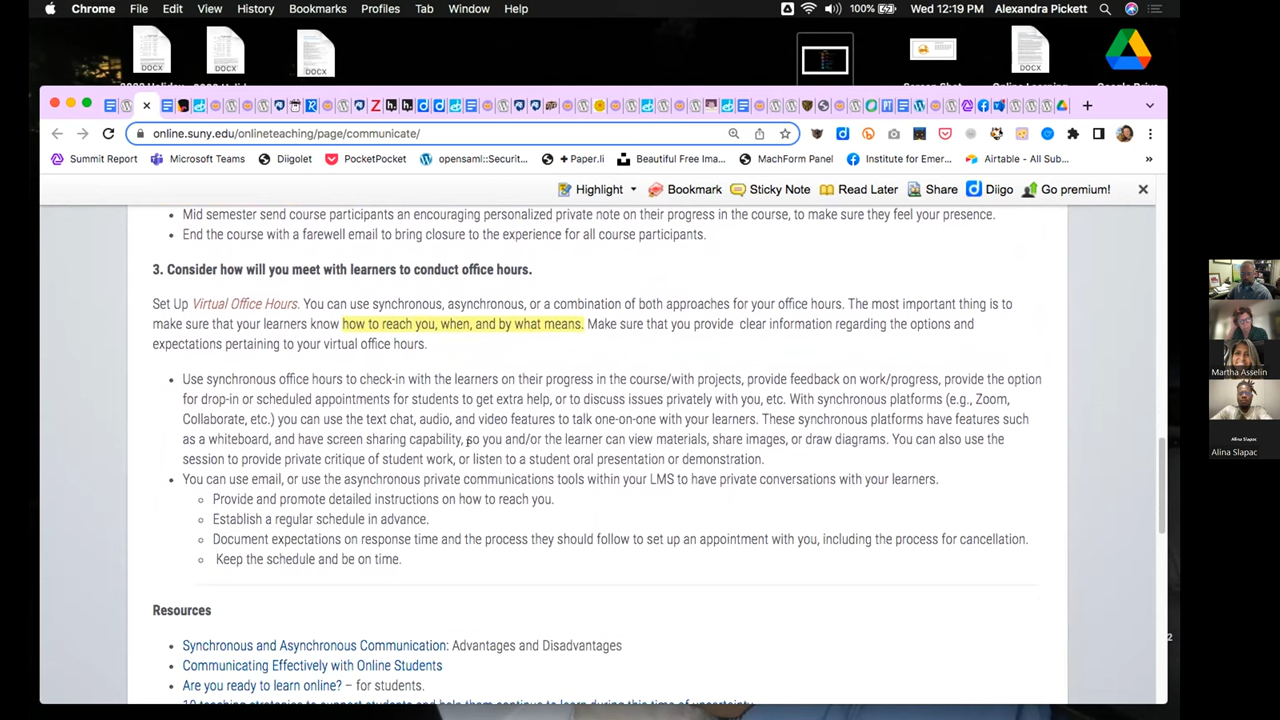 Chrome File Edit View History Bookmarks Profiles Tab Window Help 100% Wed 12:19 PM Alexandra Pickett
DOCX DOCX DOCX
online.suny.edu/onlineteaching/page/communicate/
Summit Report Microsoft Teams Diigolet PocketPocket opensaml::Securit... + Paper.li Beautiful Free Ima... MachForm Panel Institute for Emer... Airtable - All Sub... »
Highlight Bookmark Sticky Note Read Later Share Diigo Go premium!
• Mid semester send course participants an encouraging personalized private note on their progress in the course, to make sure they feel your presence.
• End the course with a farewell email to bring closure to the experience for all course participants.
3. Consider how will you meet with learners to conduct office hours.
Set Up Virtual Office Hours. You can use synchronous, asynchronous, or a combination of both approaches for your office hours. The most important thing is to
make sure that your learners know how to reach you, when, and by what means. Make sure that you provide clear information regarding the options and
expectations pertaining to your virtual office hours.
• Use synchronous office hours to check-in with the learners on their progress in the course/with projects, provide feedback on work/progress, provide the option
for drop-in or scheduled appointments for students to get extra help, or to discuss issues privately with you, etc. With synchronous platforms (e.g., Zoom,
Collaborate, etc.) you can use the text chat, audio, and video features to talk one-on-one with your learners. These synchronous platforms have features such
as a whiteboard, and have screen sharing capability, so you and/or the learner can view materials, share images, or draw diagrams. You can also use the
session to provide private critique of student work, or listen to a student oral presentation or demonstration.
• You can use email, or use the asynchronous private communications tools within your LMS to have private conversations with your learners.
Provide and promote detailed instructions on how to reach you.
Establish a regular schedule in advance.
Document expectations on response time and the process they should follow to set up an appointment with you, including the process for cancellation.
Keep the schedule and be on time.
Resources
• Synchronous and Asynchronous Communication: Advantages and Disadvantages
• Communicating Effectively with Online Students
• Are you ready to learn online? – for students.
Martha Asselin
Alina Slapac